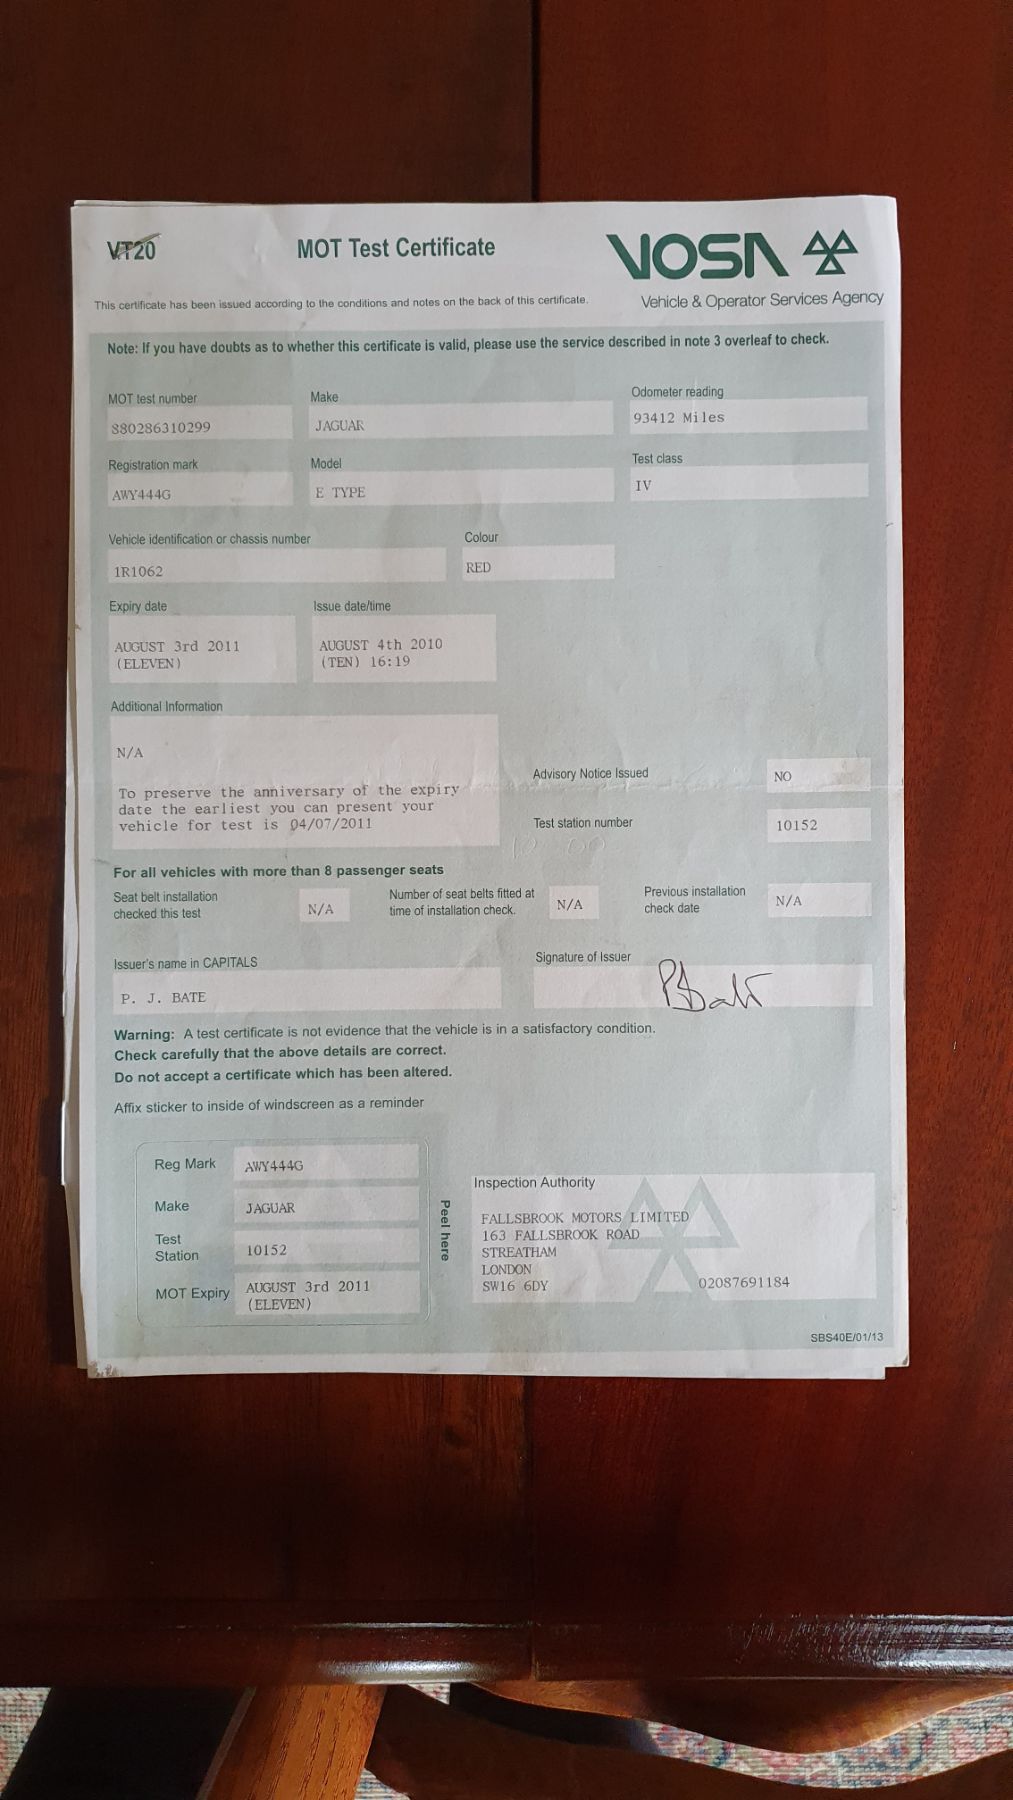 VT20
MOT Test Certificate
VOSA
Vehicle & Operator Services Agency
This certificate has been issued according to the conditions and notes on the back of this certificate.
Note: If you have doubts as to whether this certificate is valid, please use the service described in note 3 overleaf to check.
MOT test number
880286310299
Make
JAGUAR
Odometer reading
93412 Miles
Registration mark
AWY444G
Model
E TYPE
Test class
IV
Vehicle identification or chassis number
1R1062
Colour
RED
Expiry date
AUGUST 3rd 2011
(ELEVEN)
Issue date/time
AUGUST 4th 2010
(TEN) 16:19
Additional Information
N/A
To preserve the anniversary of the expiry
date the earliest you can present your
vehicle for test is 04/07/2011
Advisory Notice Issued
NO
Test station number
10152
For all vehicles with more than 8 passenger seats
Seat belt installation
checked this test
N/A
Number of seat belts fitted at
time of installation check.
N/A
Previous installation
check date
N/A
Issuer's name in CAPITALS
P. J. BATE
Signature of Issuer
PJBate
Warning: A test certificate is not evidence that the vehicle is in a satisfactory condition.
Check carefully that the above details are correct.
Do not accept a certificate which has been altered.
Affix sticker to inside of windscreen as a reminder
Reg Mark
AWY444G
Make
JAGUAR
Test
Station
10152
MOT Expiry
AUGUST 3rd 2011
(ELEVEN)
Peel here
Inspection Authority
FALLSBROOK MOTORS LIMITED
163 FALLSBROOK ROAD
STREATHAM
LONDON
SW16 6DY
02087691184
SBS40E/01/13